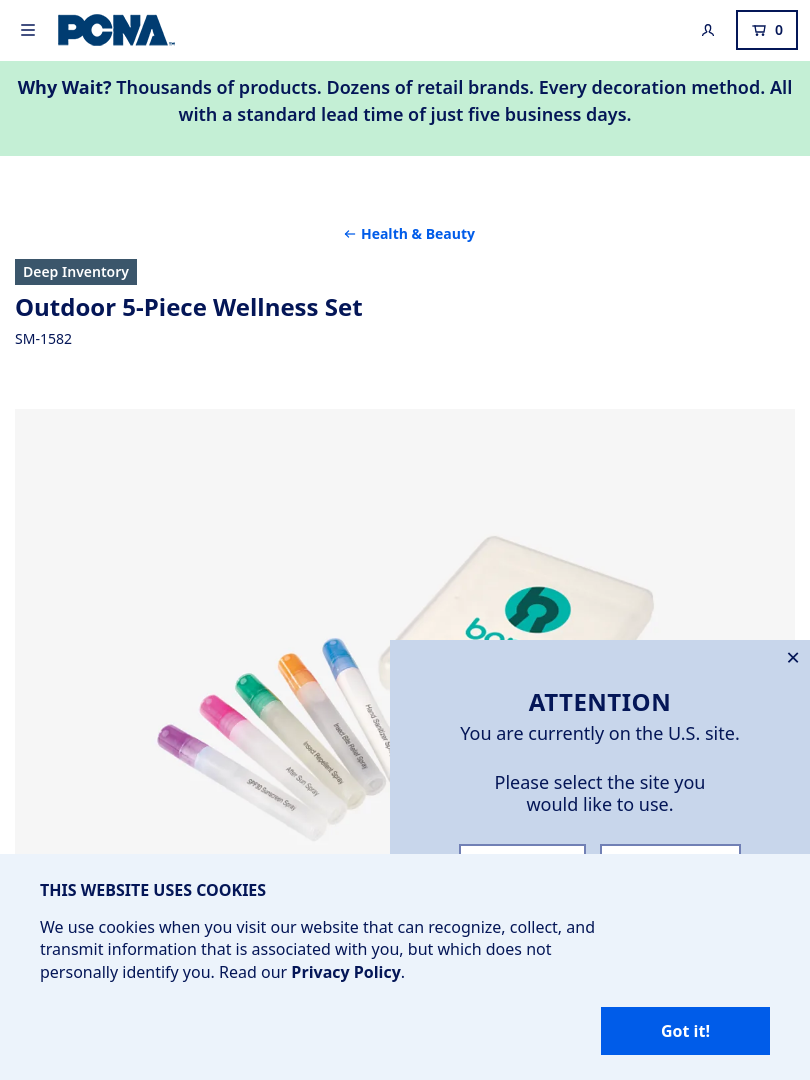 PCNA
0
Why Wait? Thousands of products. Dozens of retail brands. Every decoration method. All
with a standard lead time of just five business days.
← Health & Beauty
Deep Inventory
Outdoor 5-Piece Wellness Set
SM-1582
Hand Sanitizer
Insect Bite Relief Spray
Insect Repellent Spray
After Sun Spray
SPF30 Sunscreen Spray
ATTENTION
You are currently on the U.S. site.
Please select the site you
would like to use.
THIS WEBSITE USES COOKIES
We use cookies when you visit our website that can recognize, collect, and
transmit information that is associated with you, but which does not
personally identify you. Read our Privacy Policy.
Got it!